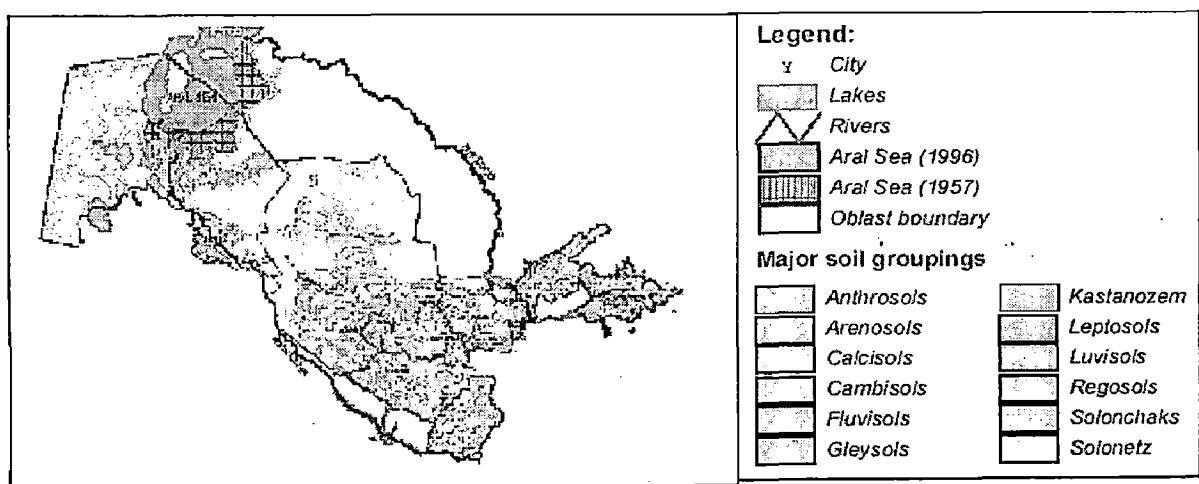 Legend:
Y City
Lakes
Rivers
Aral Sea (1996)
Aral Sea (1957)
Oblast boundary
Major soil groupings
Anthrosols
Arenosols
Calcisols
Cambisols
Fluvisols
Gleysols
Kastanozem
Leptosols
Luvisols
Regosols
Solonchaks
Solonetz